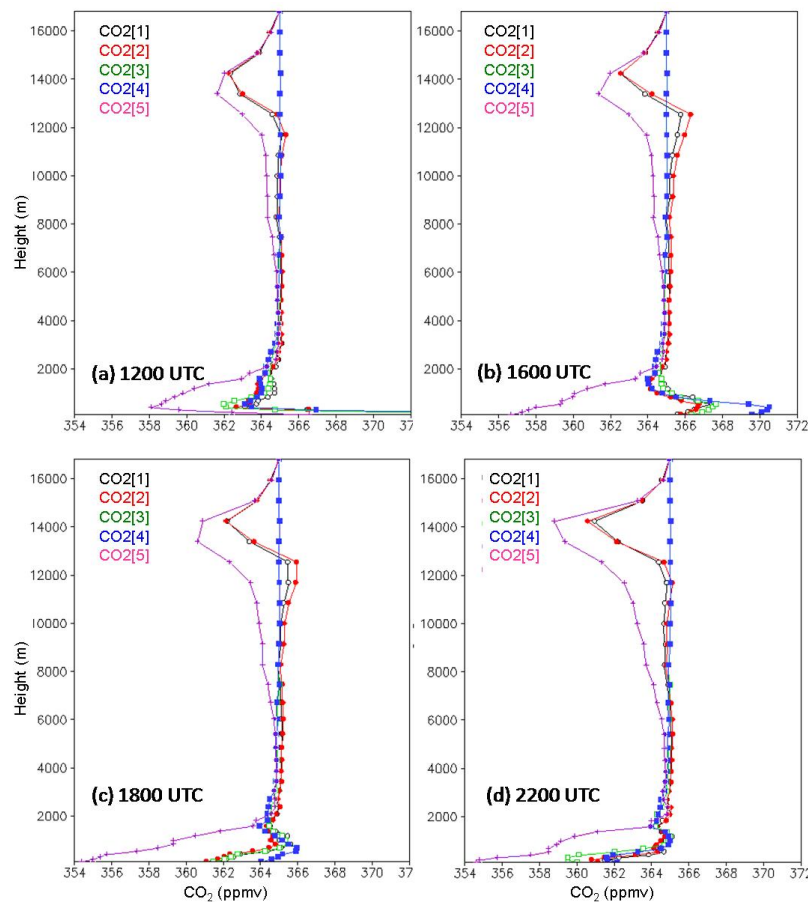 16000
14000
12000
10000
8000
6000
4000
2000
Height (m)
CO2[1]
CO2[2]
CO2[3]
CO2[4]
CO2[5]
(a) 1200 UTC
354 356 358 360 362 364 366 368 370 372
16000
14000
12000
10000
8000
6000
4000
2000
CO2[1]
CO2[2]
CO2[3]
CO2[4]
CO2[5]
(b) 1600 UTC
354 356 358 360 362 364 366 368 370 372
16000
14000
12000
10000
8000
6000
4000
2000
Height (m)
CO2[1]
CO2[2]
CO2[3]
CO2[4]
CO2[5]
(c) 1800 UTC
354 356 358 360 362 364 366 368 370 372
CO₂ (ppmv)
16000
14000
12000
10000
8000
6000
4000
2000
CO2[1]
CO2[2]
CO2[3]
CO2[4]
CO2[5]
(d) 2200 UTC
354 356 358 360 362 364 366 368 370 372
CO₂ (ppmv)